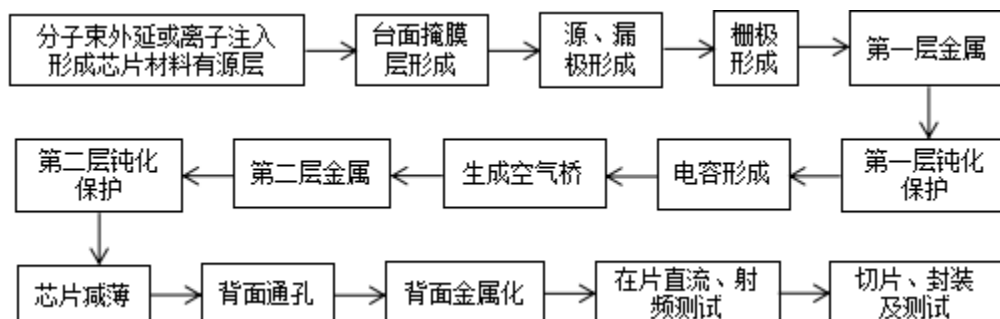 分子束外延或离子注入
形成芯片材料有源层
台面掩膜
层形成
源、漏
极形成
栅极
形成
第一层金属
第一层钝化
保护
电容形成
生成空气桥
第二层金属
第二层钝化
保护
芯片减薄
背面通孔
背面金属化
在片直流、射
频测试
切片、封装
及测试